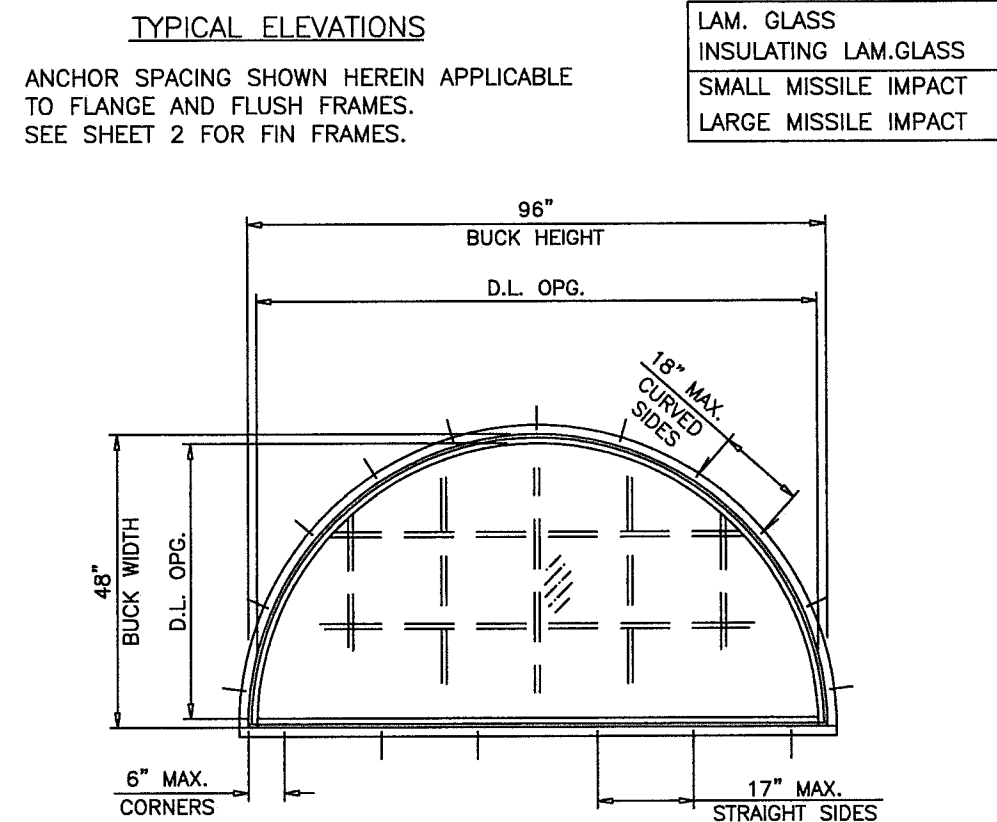 TYPICAL ELEVATIONS
ANCHOR SPACING SHOWN HEREIN APPLICABLE
TO FLANGE AND FLUSH FRAMES.
SEE SHEET 2 FOR FIN FRAMES.
LAM. GLASS
INSULATING LAM.GLASS
SMALL MISSILE IMPACT
LARGE MISSILE IMPACT
96"
BUCK HEIGHT
D.L. OPG.
18" MAX.
CURVED
SIDES
48"
BUCK WIDTH
D.L. OPG.
6" MAX.
CORNERS
17" MAX.
STRAIGHT SIDES